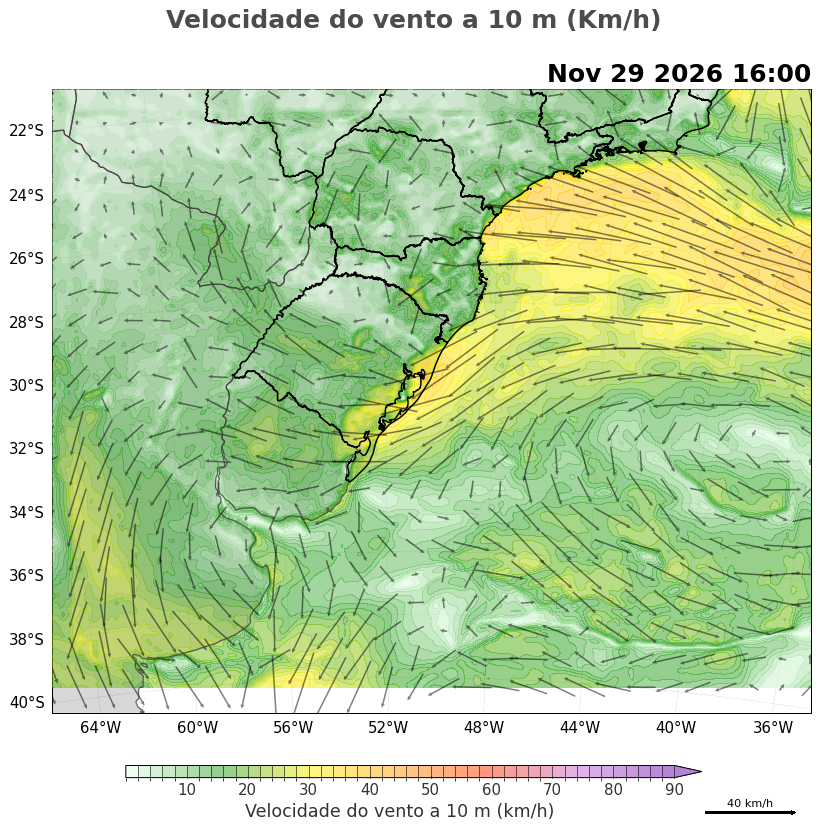 Velocidade do vento a 10 m (Km/h)
Nov 29 2026 16:00
22°S
24°S
26°S
28°S
30°S
32°S
34°S
36°S
38°S
40°S
64°W 60°W 56°W 52°W 48°W 44°W 40°W 36°W
10 20 30 40 50 60 70 80 90
Velocidade do vento a 10 m (km/h)
40 km/h